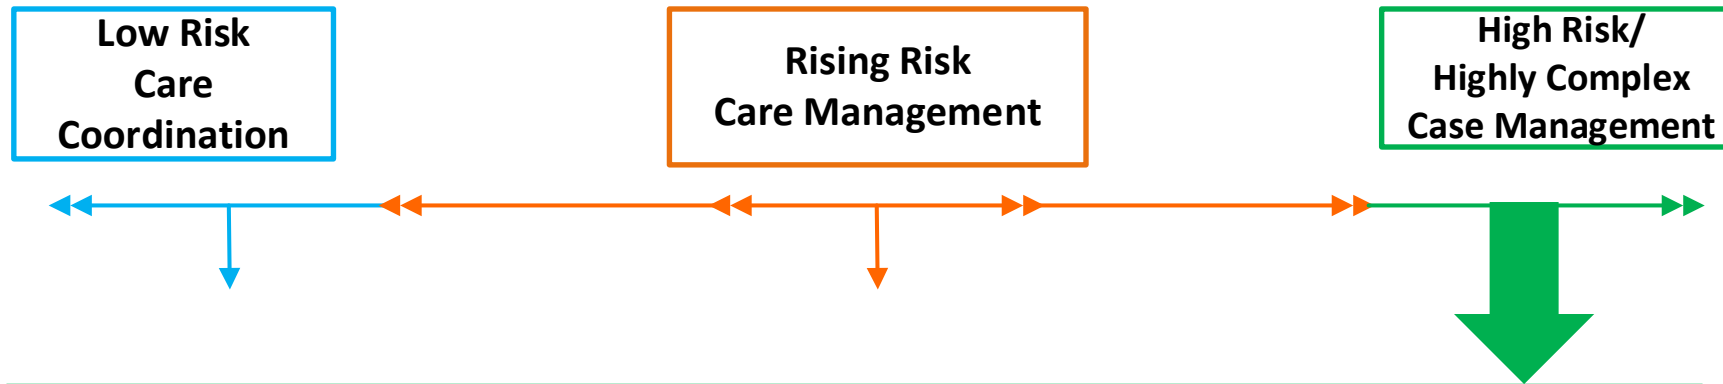 Low Risk
Care
Coordination
Rising Risk
Care Management
High Risk/
Highly Complex
Case Management